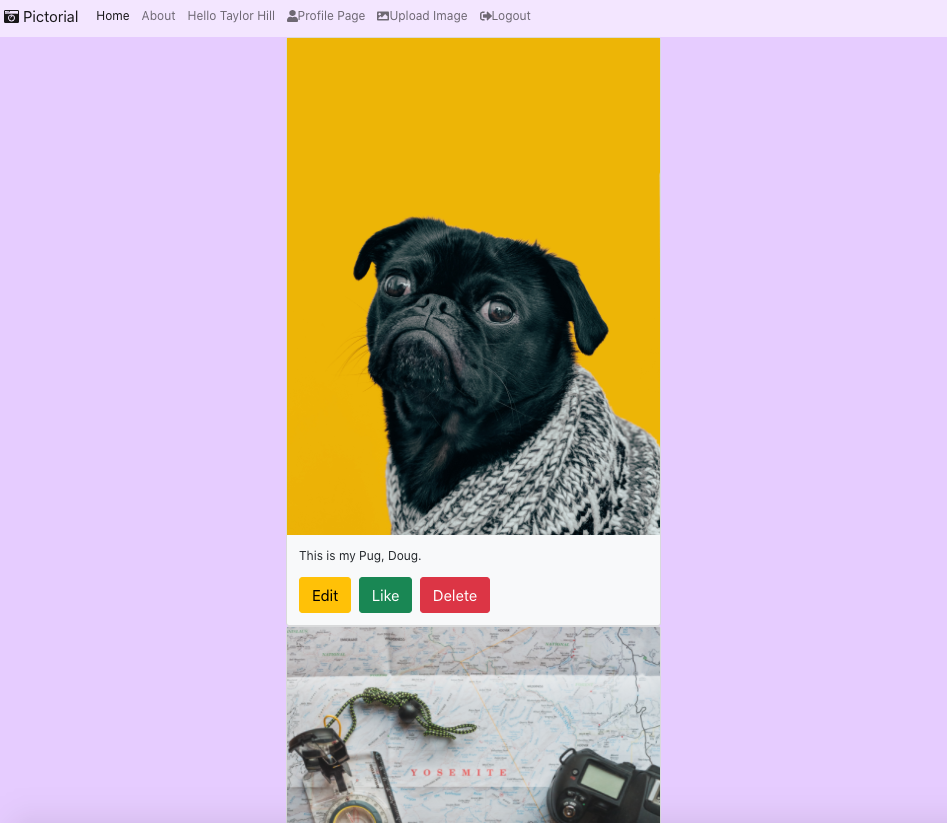 Pictorial Home About Hello Taylor Hill Profile Page Upload Image Logout
This is my Pug, Doug.
Edit Like Delete
YOSEMITE